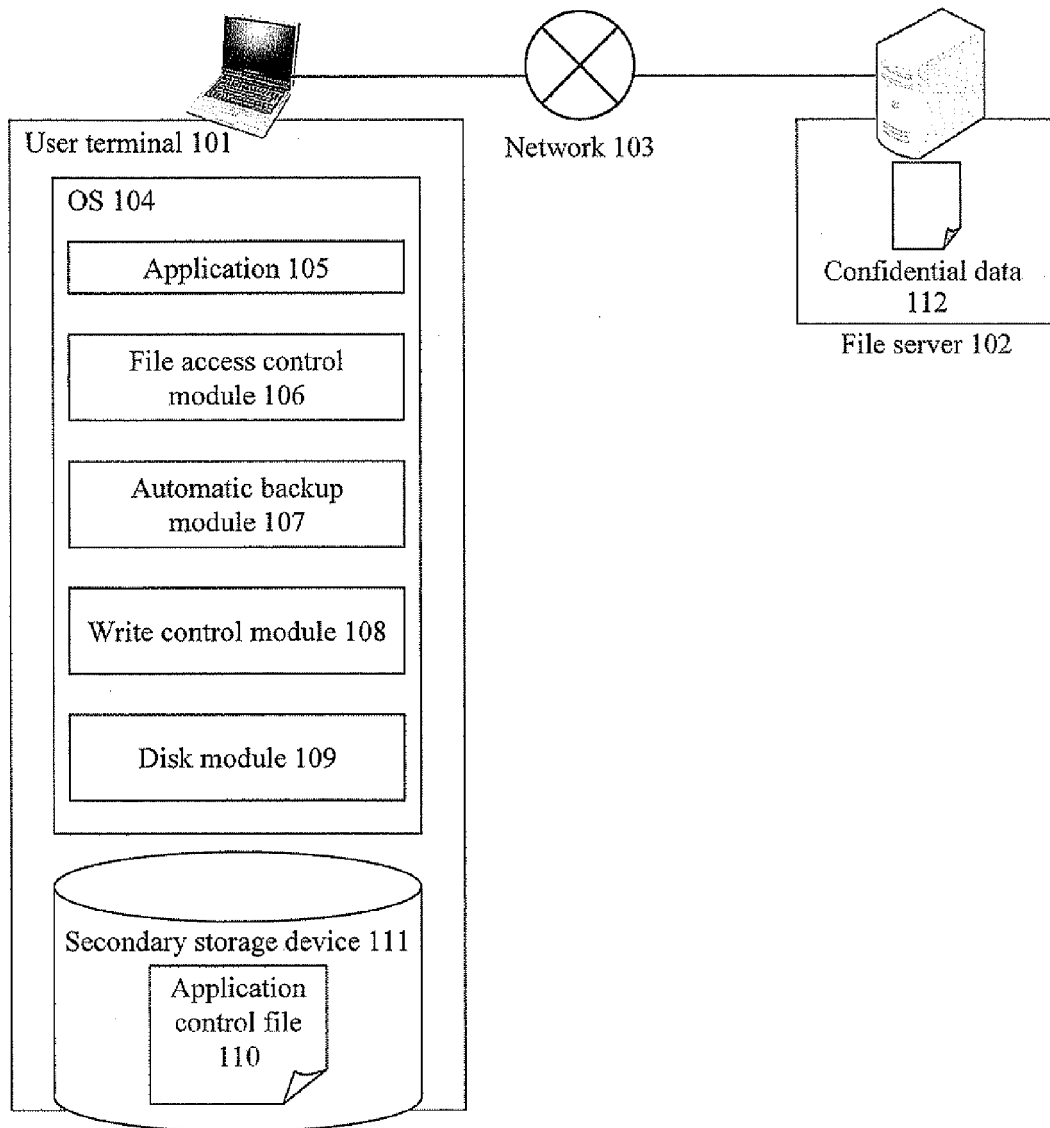 User terminal 101
OS 104
Application 105
File access control
module 106
Automatic backup
module 107
Write control module 108
Disk module 109
Secondary storage device 111
Application
control file
110
Network 103
Confidential data
112
File server 102